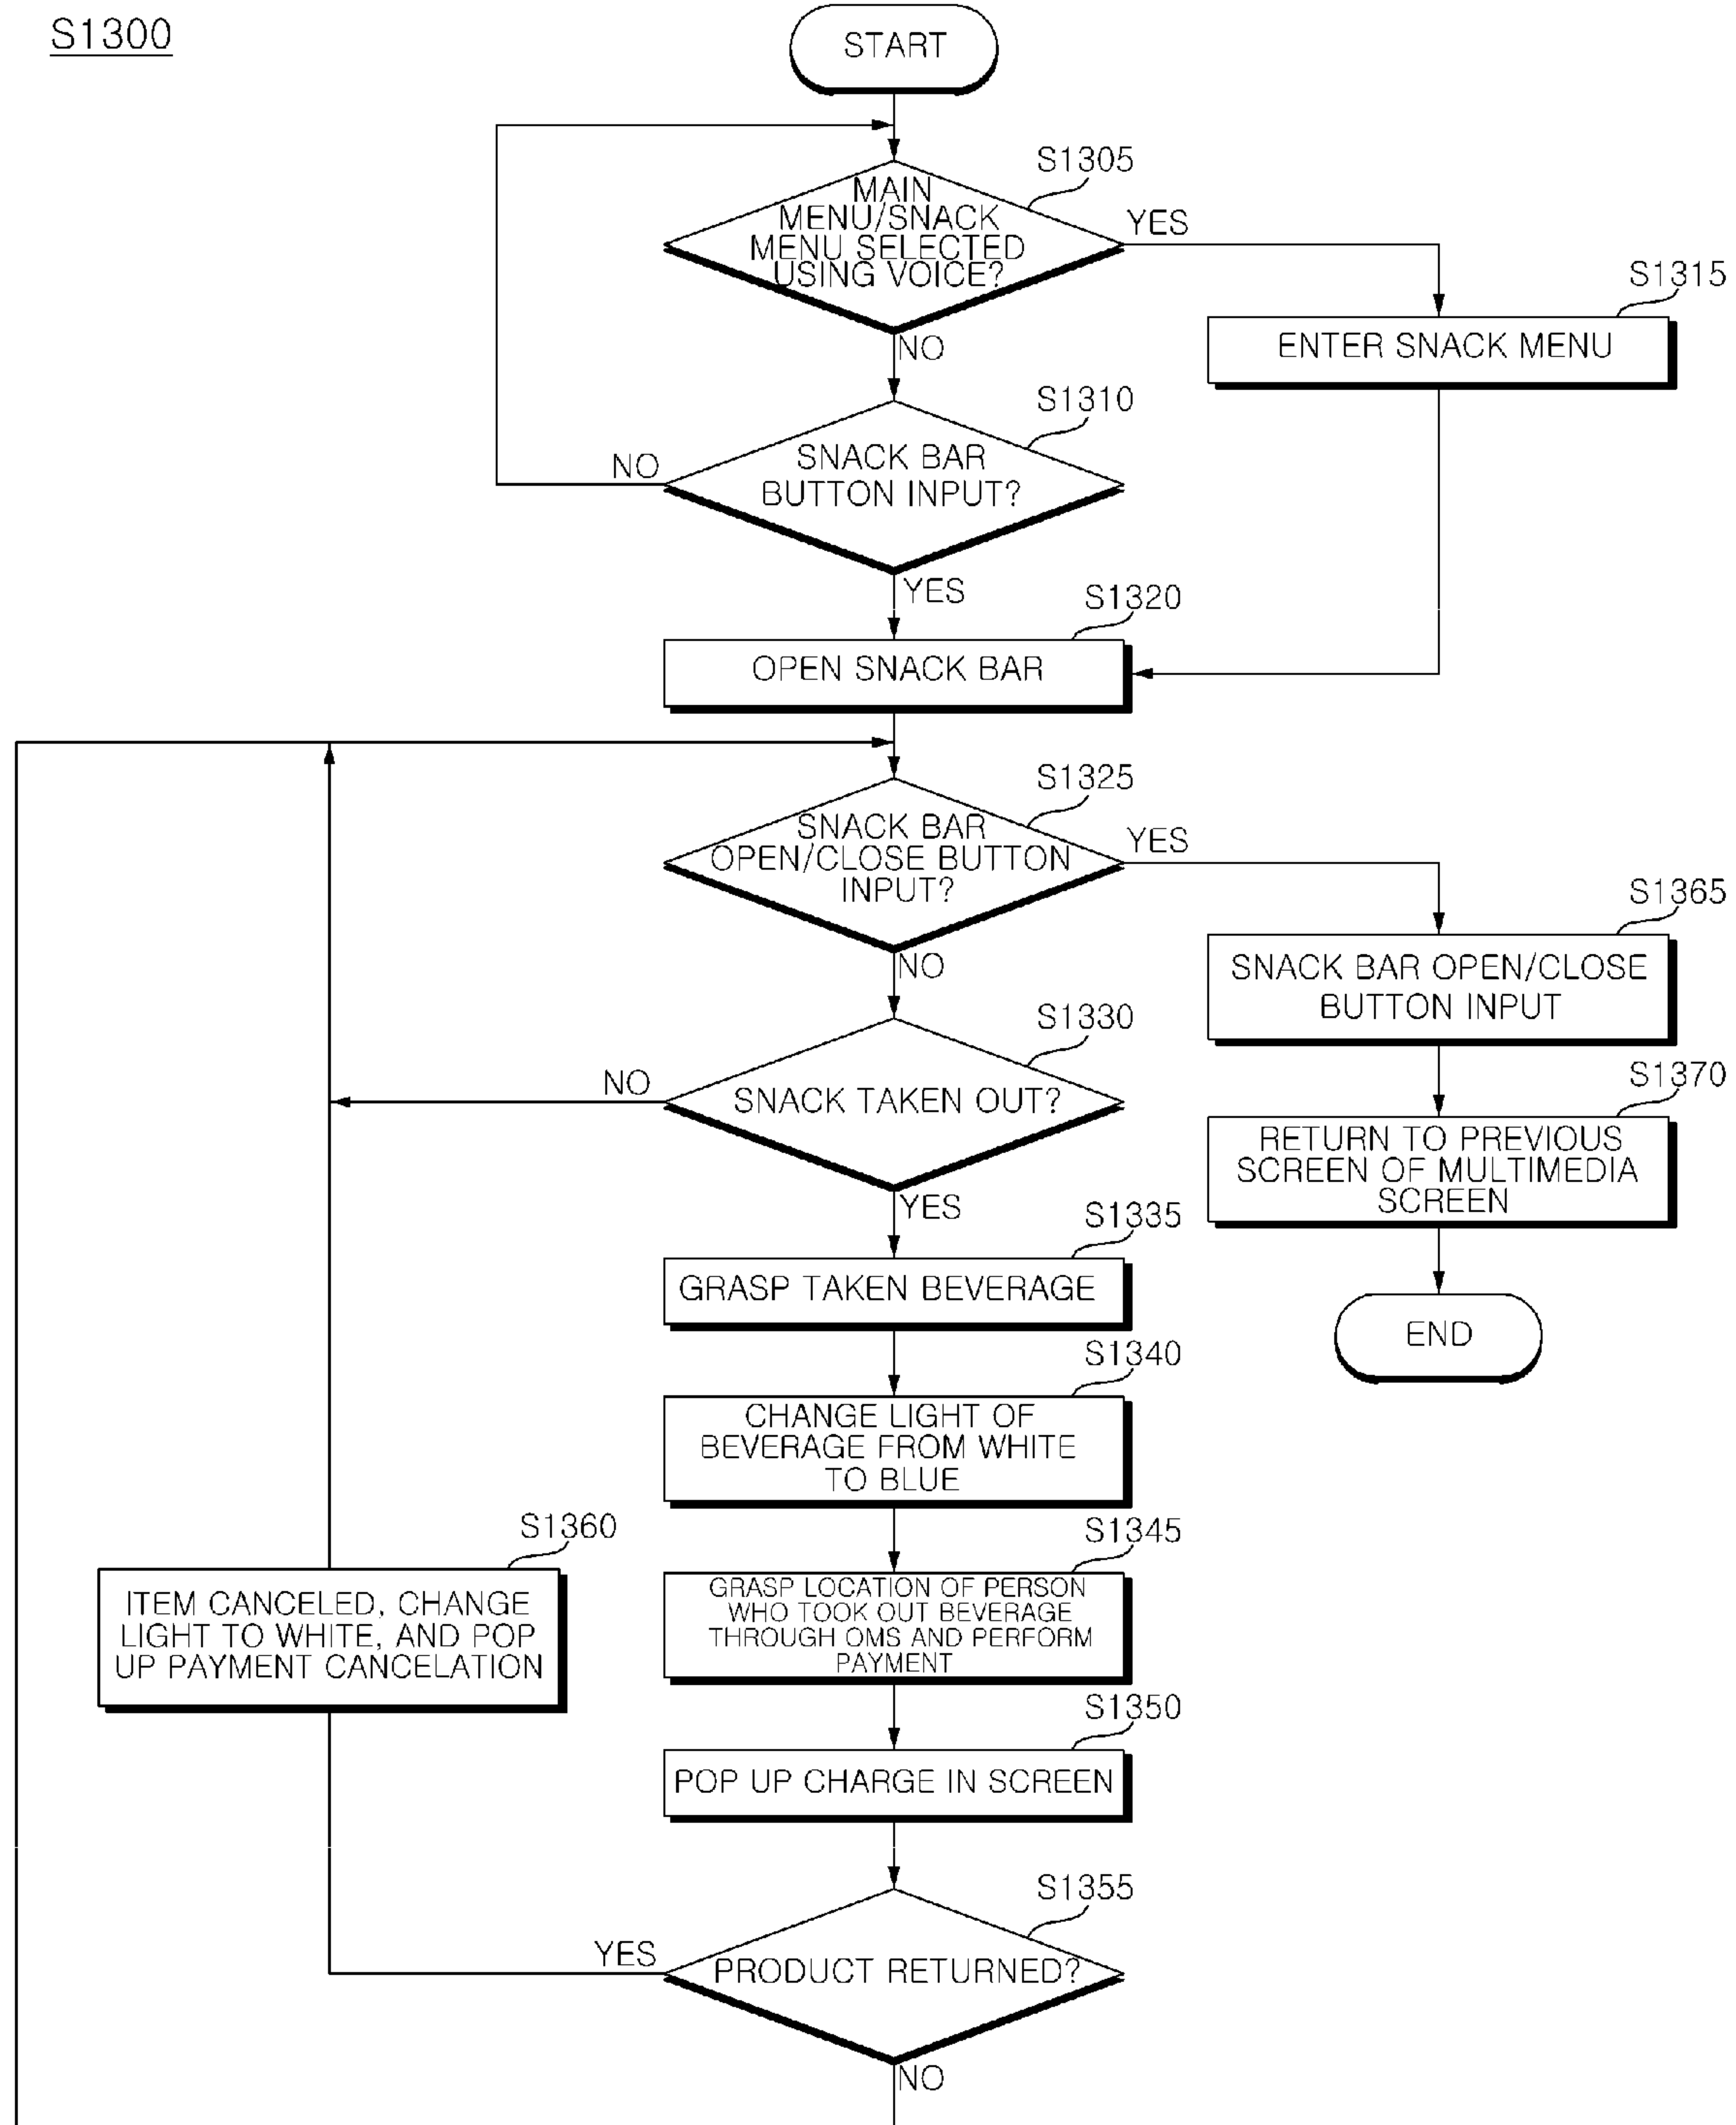 S1300
START
S1305
MAIN
MENU/SNACK
MENU SELECTED
USING VOICE?
YES
NO
S1315
ENTER SNACK MENU
S1310
SNACK BAR
BUTTON INPUT?
NO
YES
S1320
OPEN SNACK BAR
S1325
SNACK BAR
OPEN/CLOSE BUTTON
INPUT?
YES
NO
S1365
SNACK BAR OPEN/CLOSE
BUTTON INPUT
S1330
SNACK TAKEN OUT?
NO
YES
S1370
RETURN TO PREVIOUS
SCREEN OF MULTIMEDIA
SCREEN
END
S1335
GRASP TAKEN BEVERAGE
S1340
CHANGE LIGHT OF
BEVERAGE FROM WHITE
TO BLUE
S1345
GRASP LOCATION OF PERSON
WHO TOOK OUT BEVERAGE
THROUGH OMS AND PERFORM
PAYMENT
S1360
ITEM CANCELED, CHANGE
LIGHT TO WHITE, AND POP
UP PAYMENT CANCELATION
S1350
POP UP CHARGE IN SCREEN
S1355
PRODUCT RETURNED?
YES
NO